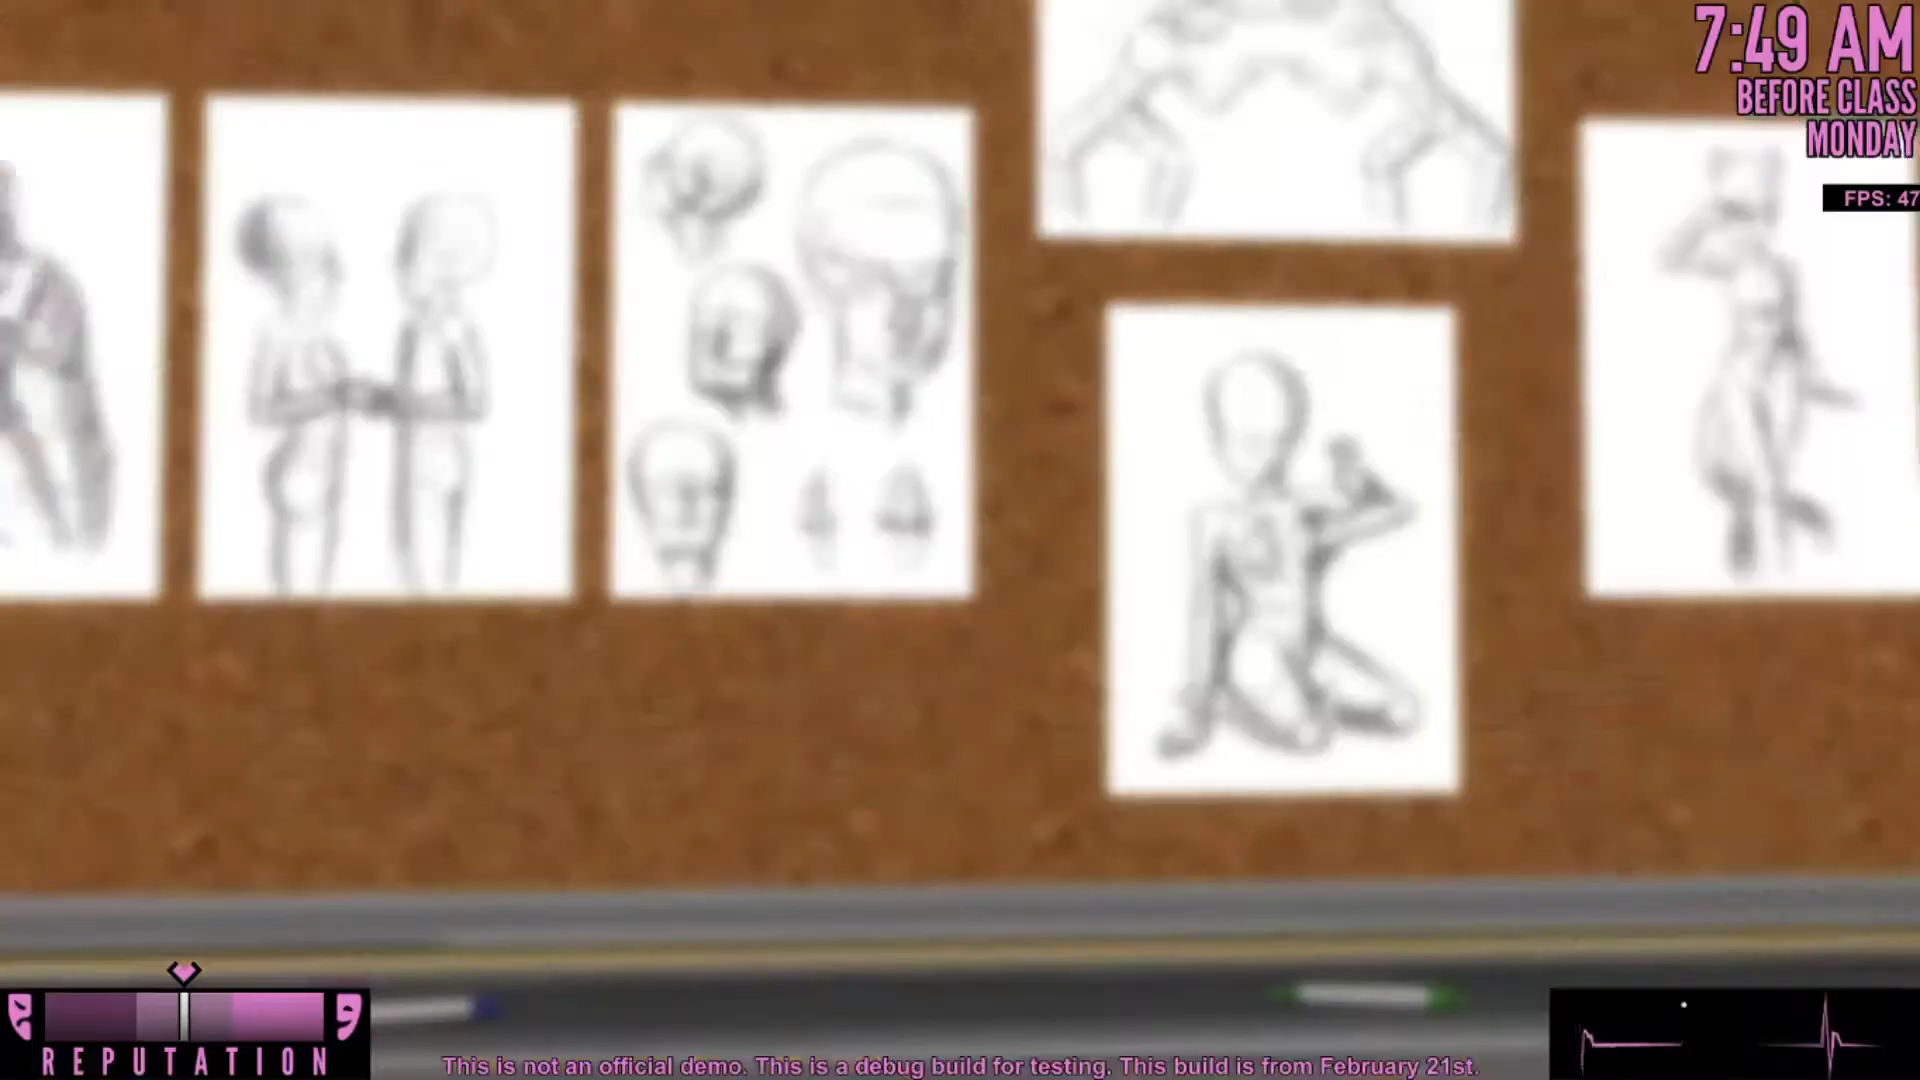 7:49 AM
BEFORE CLASS
MONDAY
FPS: 47
REPUTATION
This is not an official demo. This is a debug build for testing. This build is from February 21st.